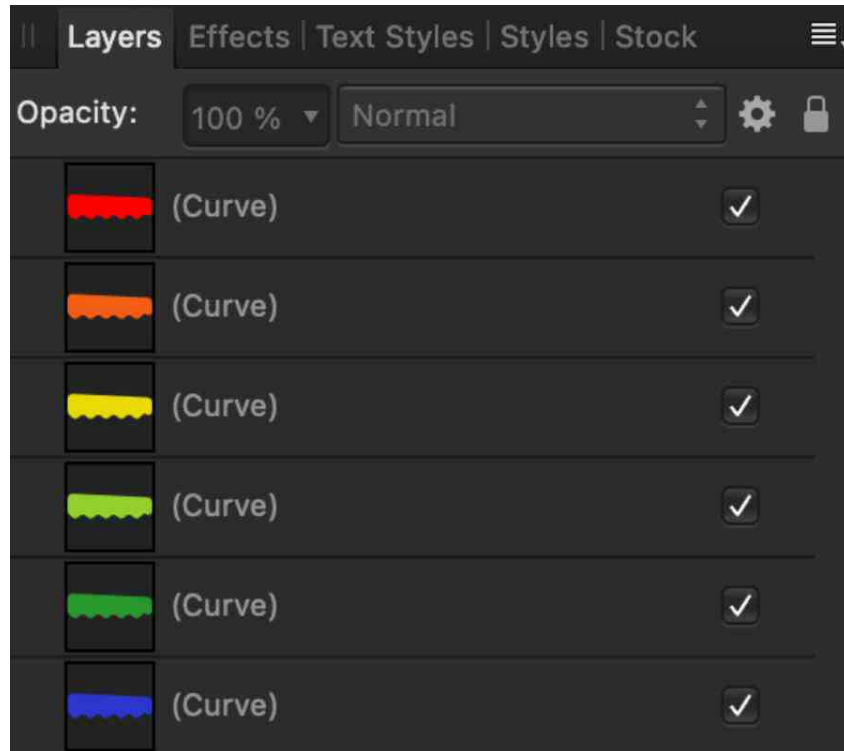 Layers Effects | Text Styles | Styles | Stock
Opacity: 100 % Normal
(Curve)
(Curve)
(Curve)
(Curve)
(Curve)
(Curve)